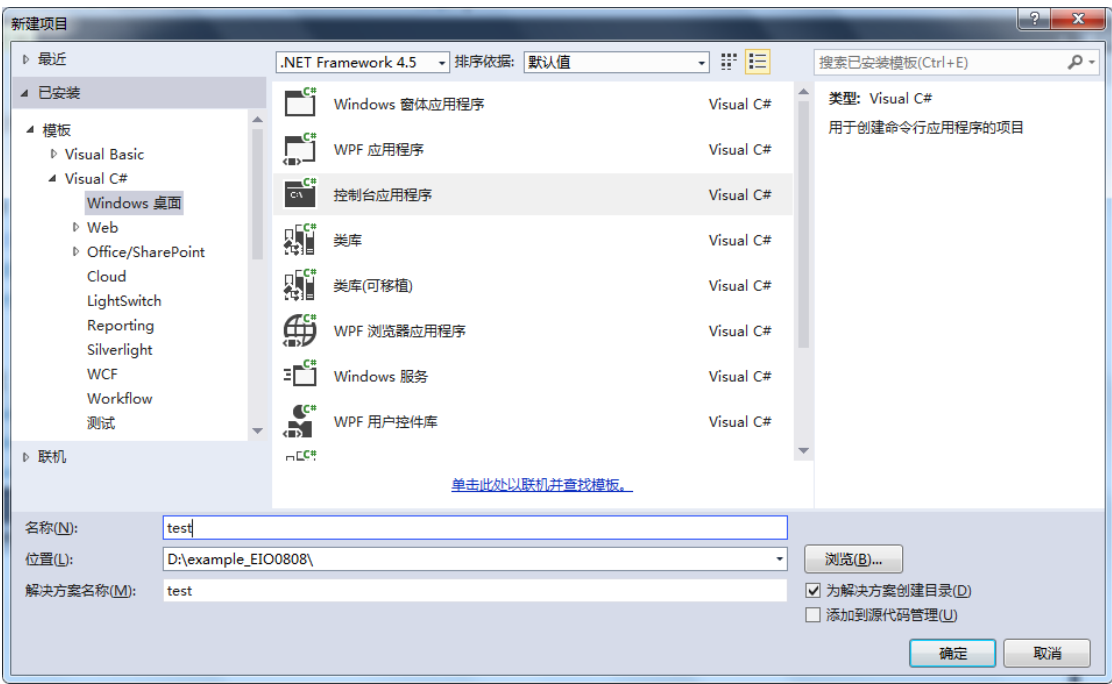 新建项目
最近
.NET Framework 4.5 排序依据: 默认值
搜索已安装模板(Ctrl+E)
已安装
模板
Visual Basic
Visual C#
Windows 桌面
Web
Office/SharePoint
Cloud
LightSwitch
Reporting
Silverlight
WCF
Workflow
测试
联机
Windows 窗体应用程序 Visual C#
WPF 应用程序 Visual C#
控制台应用程序 Visual C#
类库 Visual C#
类库(可移植) Visual C#
WPF 浏览器应用程序 Visual C#
Windows 服务 Visual C#
WPF 用户控件库 Visual C#
单击此处以联机并查找模板。
类型: Visual C#
用于创建命令行应用程序的项目
名称(N): test
位置(L): D:\example_EIO0808\ 浏览(B)...
解决方案名称(M): test
为解决方案创建目录(D)
添加到源代码管理(U)
确定 取消